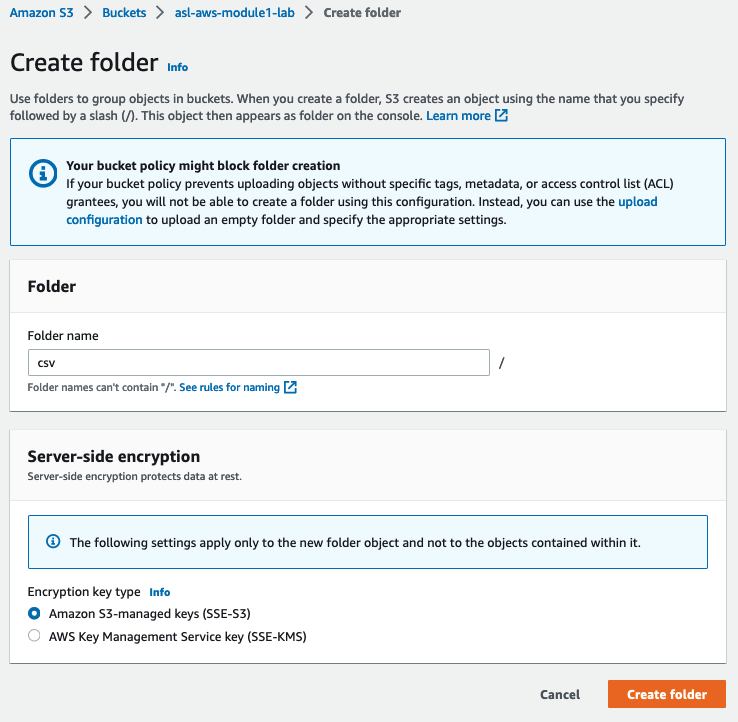 Amazon S3 > Buckets > asl-aws-module1-lab > Create folder
Create folder Info
Use folders to group objects in buckets. When you create a folder, S3 creates an object using the name that you specify
followed by a slash (/). This object then appears as folder on the console. Learn more
Your bucket policy might block folder creation
If your bucket policy prevents uploading objects without specific tags, metadata, or access control list (ACL)
grantees, you will not be able to create a folder using this configuration. Instead, you can use the upload
configuration to upload an empty folder and specify the appropriate settings.
Folder
Folder name
csv /
Folder names can't contain "/". See rules for naming
Server-side encryption
Server-side encryption protects data at rest.
The following settings apply only to the new folder object and not to the objects contained within it.
Encryption key type Info
Amazon S3-managed keys (SSE-S3)
AWS Key Management Service key (SSE-KMS)
Cancel Create folder